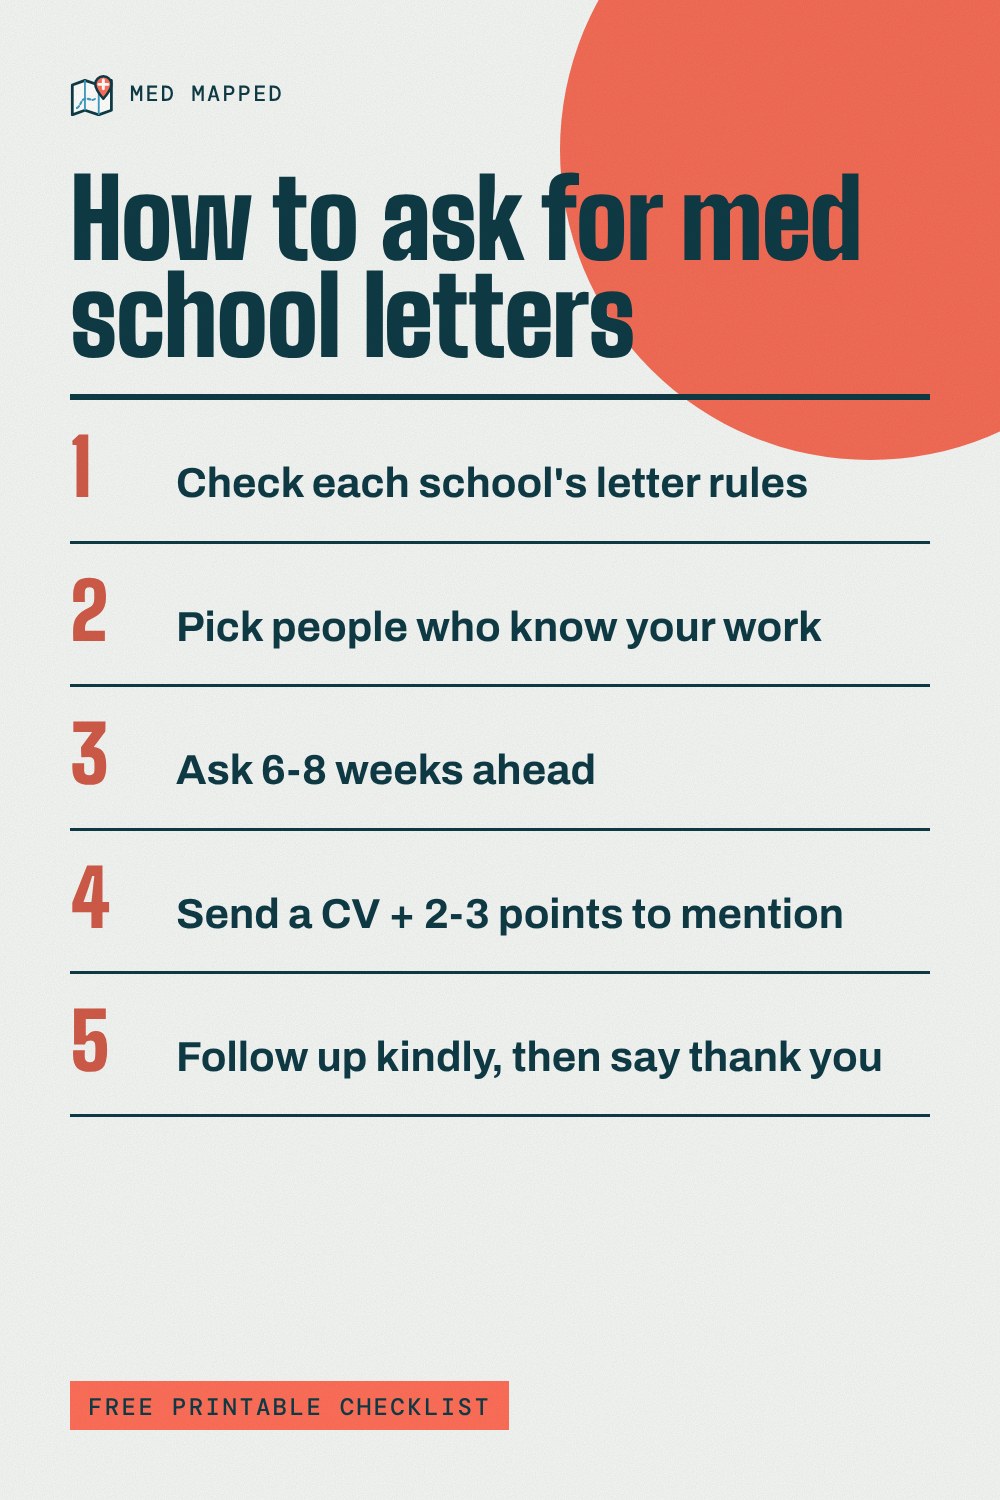 MED MAPPED
How to ask for med
school letters
1 Check each school's letter rules
2 Pick people who know your work
3 Ask 6-8 weeks ahead
4 Send a CV + 2-3 points to mention
5 Follow up kindly, then say thank you
FREE PRINTABLE CHECKLIST